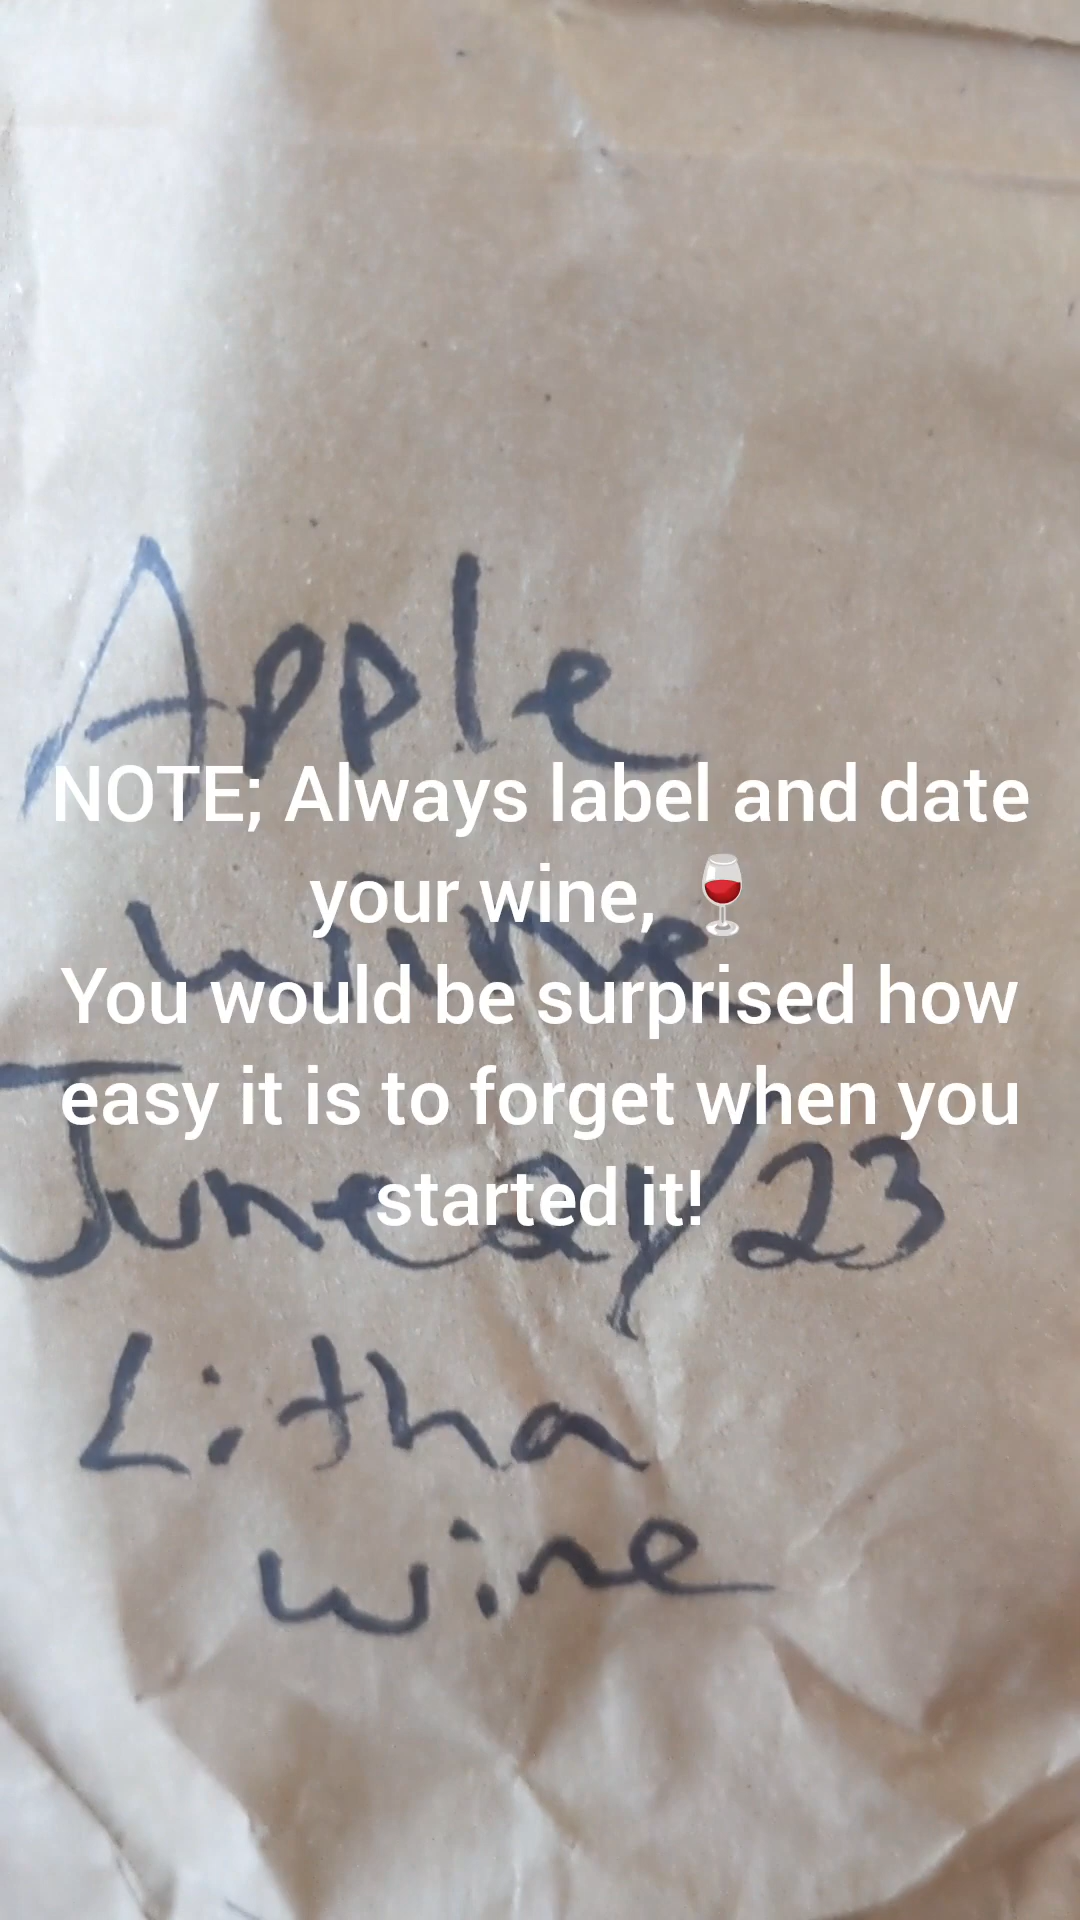 Apple
NOTE; Always label and date
your wine, 🍷
wine
You would be surprised how
easy it is to forget when you
started it!
June 21/23
Litha
wine